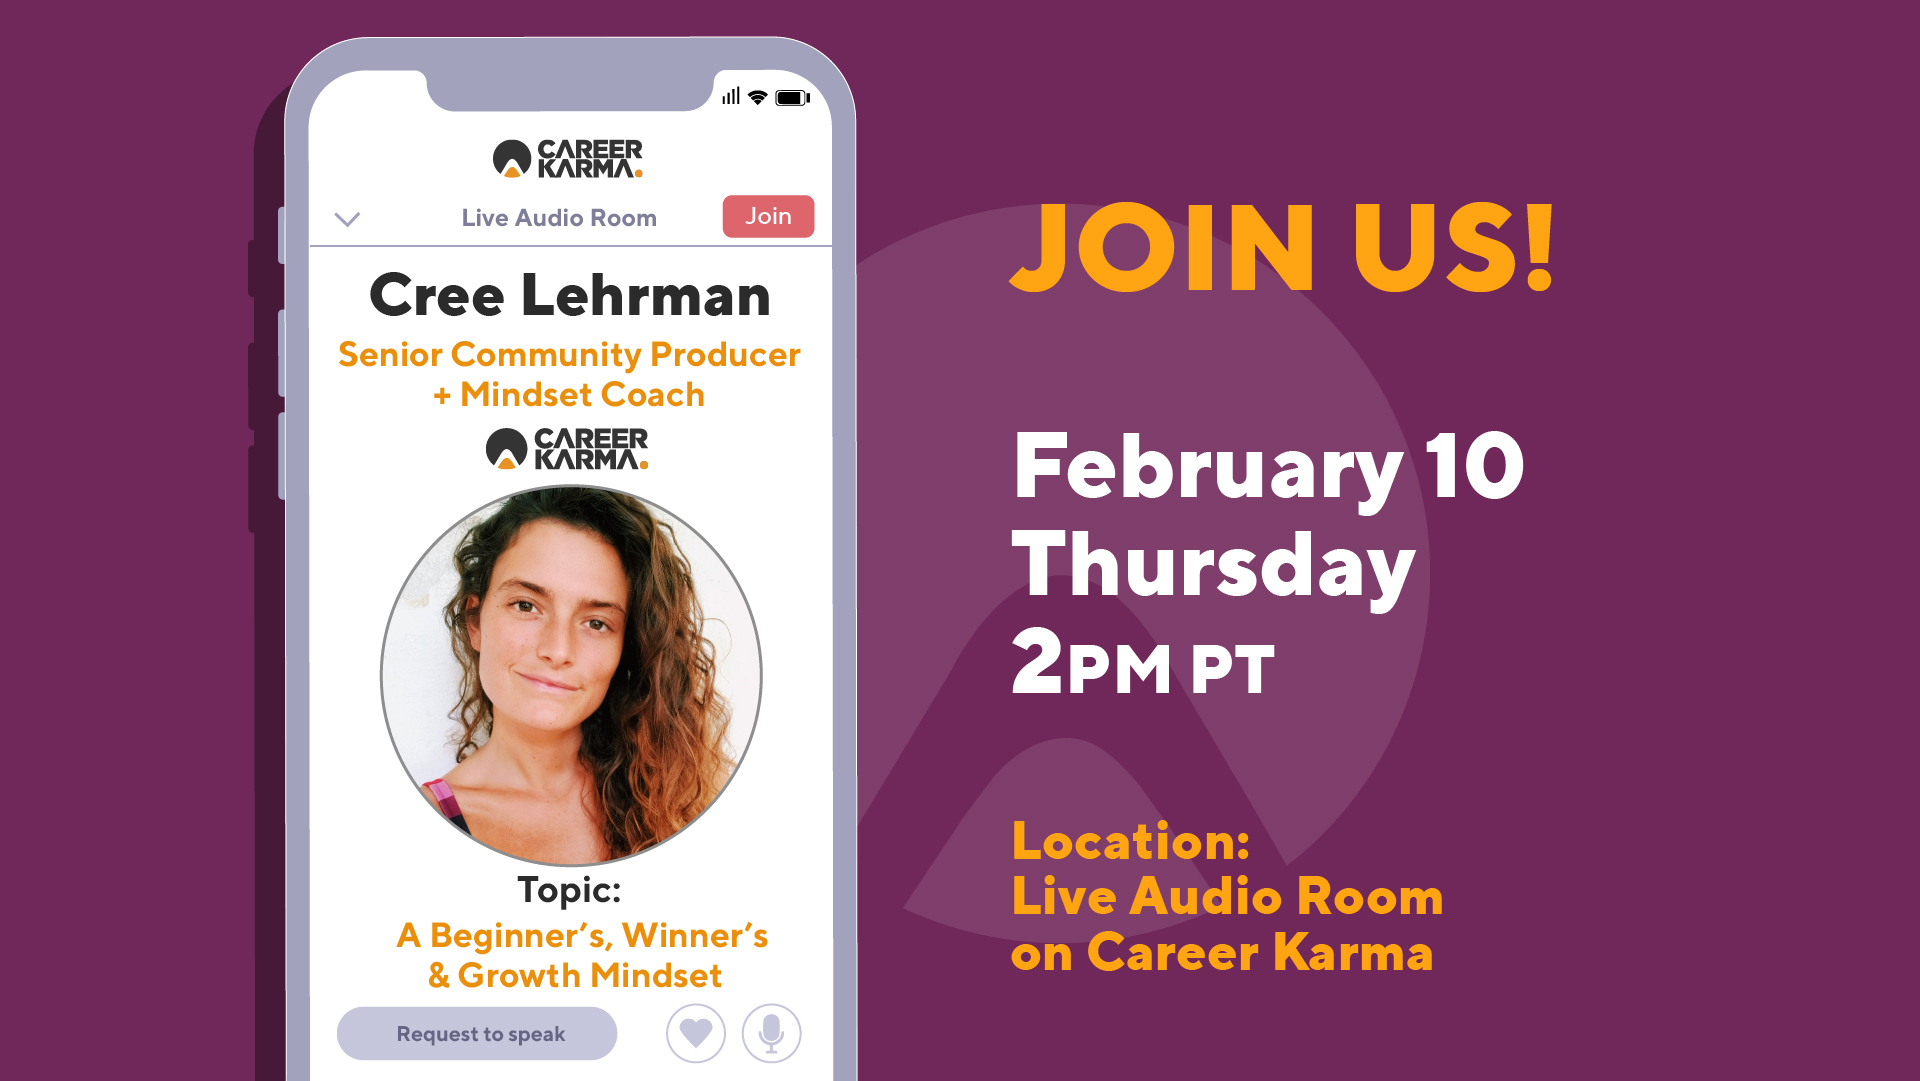 CAREER
KARMA.
Live Audio Room
Join
Cree Lehrman
Senior Community Producer
+ Mindset Coach
CAREER
KARMA.
Topic:
A Beginner's, Winner's
& Growth Mindset
Request to speak
JOIN US!
February 10
Thursday
2PM PT
Location:
Live Audio Room
on Career Karma